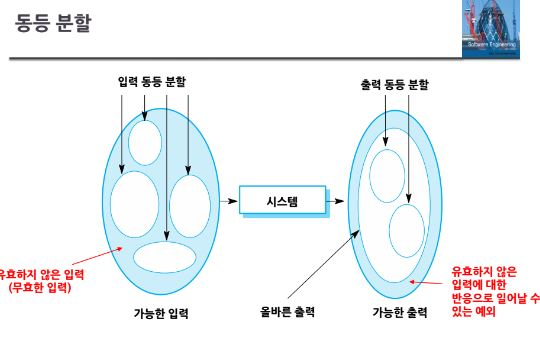 동등 분할
Software Engineering
입력 동등 분할
출력 동등 분할
시스템
유효하지 않은 입력
(무효한 입력)
가능한 입력
올바른 출력
가능한 출력
유효하지 않은
입력에 대한
반응으로 일어날 수
있는 예외